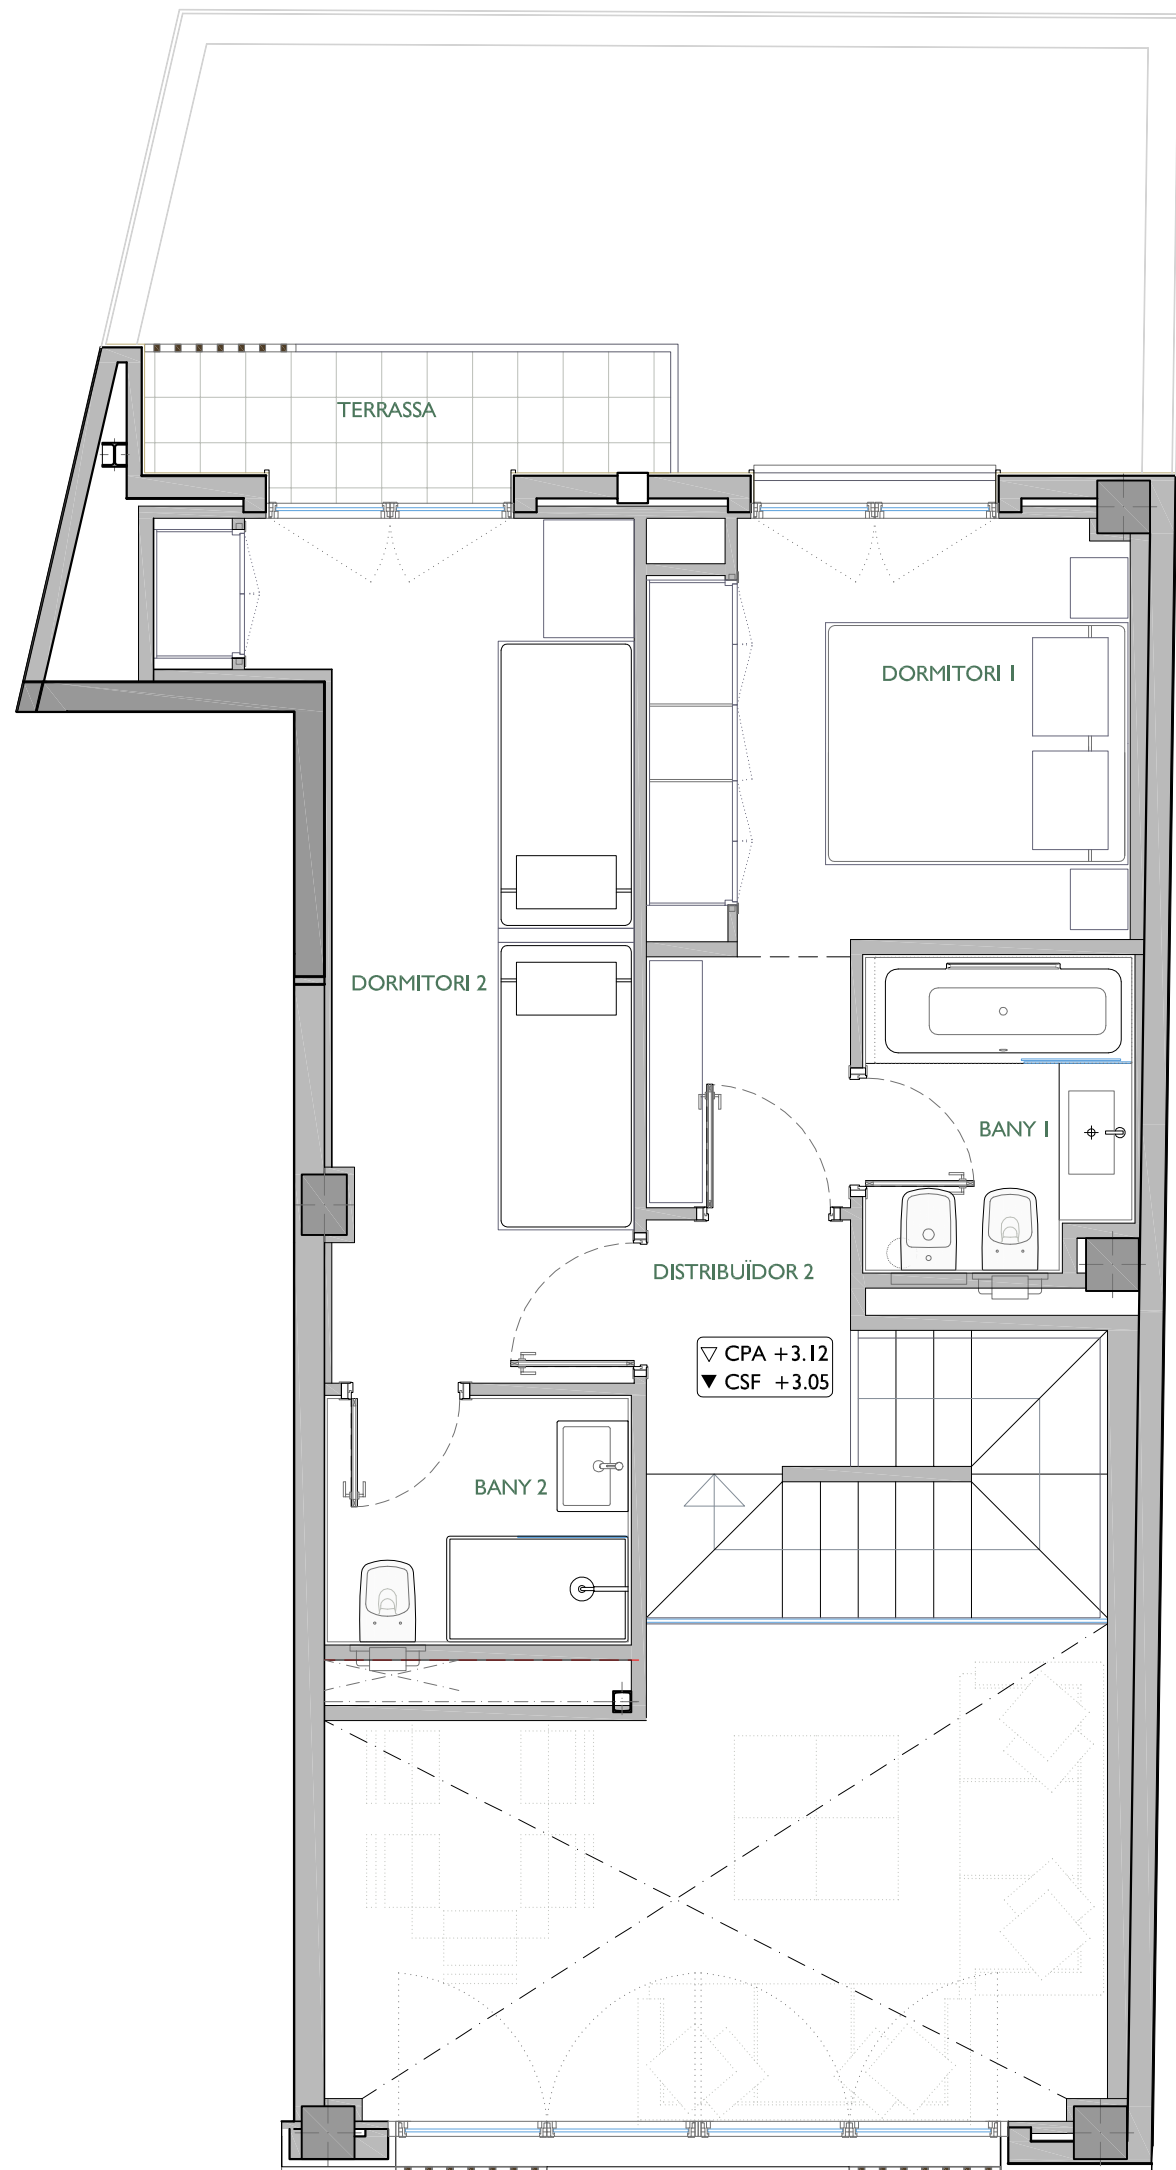 TERRASSA
DORMITORI 1
DORMITORI 2
BANY 1
DISTRIBUÏDOR 2
▽ CPA +3.12
▼ CSF +3.05
BANY 2